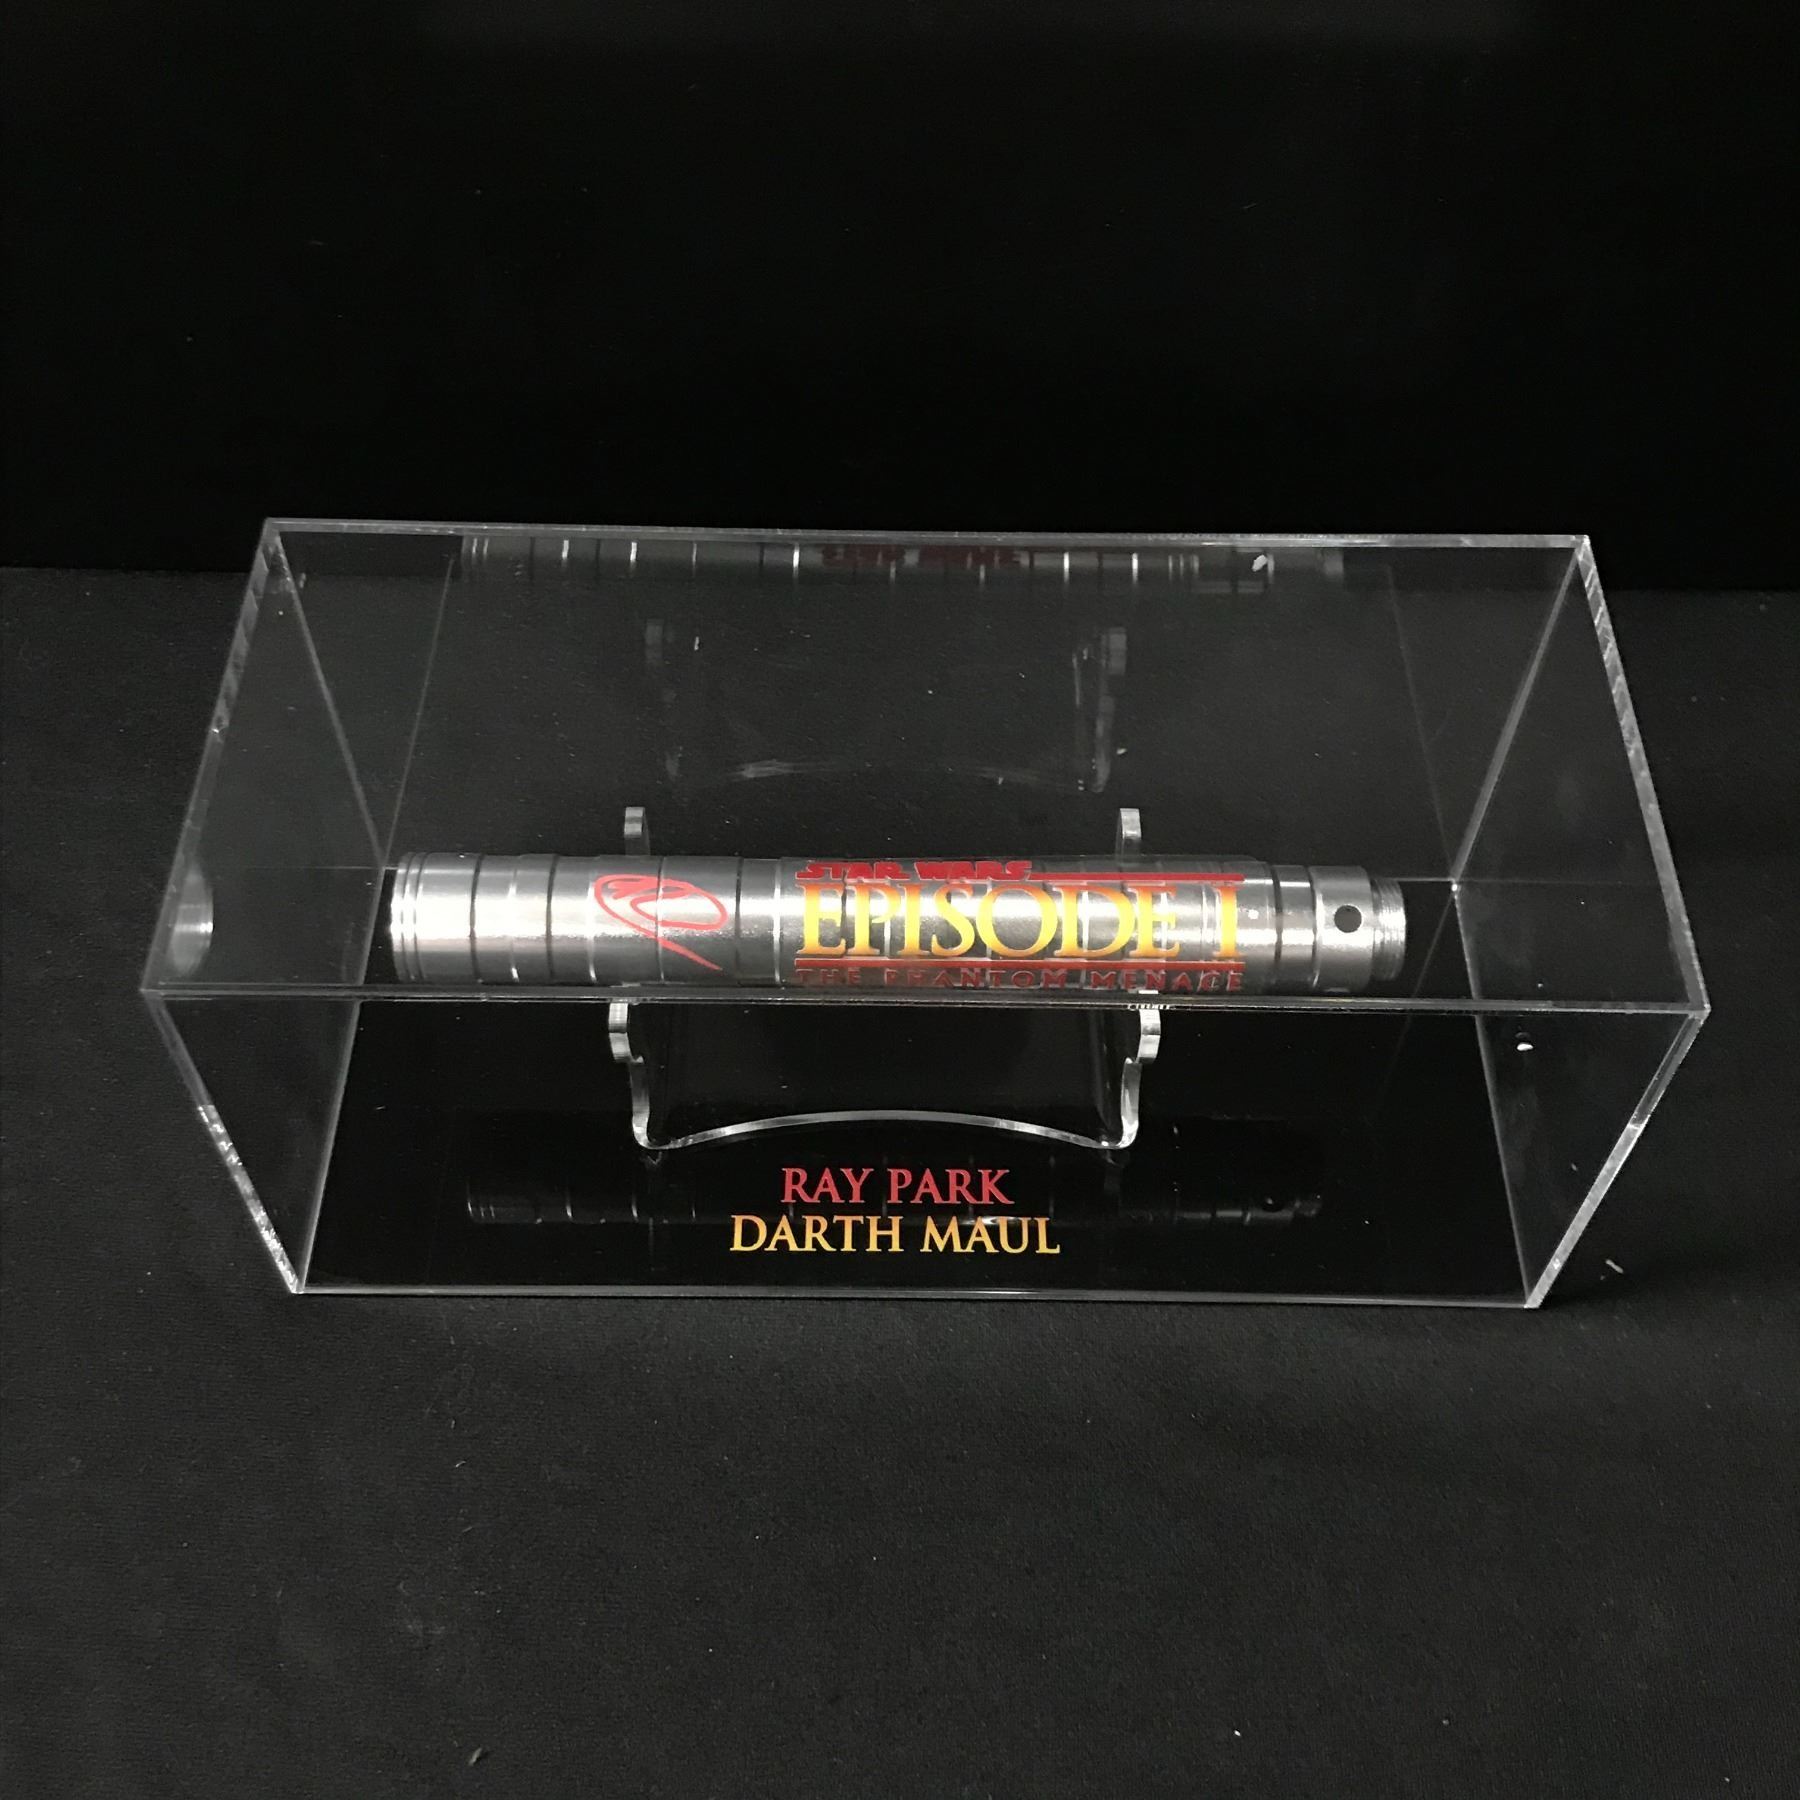 STAR WARS
EPISODE I
THE PHANTOM MENACE
RAY PARK
DARTH MAUL